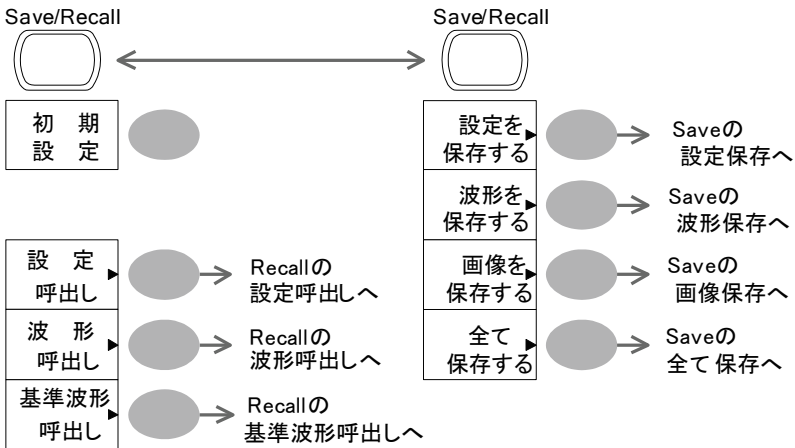 Save/Recall
初 期
設 定
設 定
呼出し
Recallの
設定呼出しへ
波 形
呼出し
Recallの
波形呼出しへ
基準波形
呼出し
Recallの
基準波形呼出しへ
Save/Recall
設定を
保存する
Saveの
設定保存へ
波形を
保存する
Saveの
波形保存へ
画像を
保存する
Saveの
画像保存へ
全て
保存する
Saveの
全て保存へ